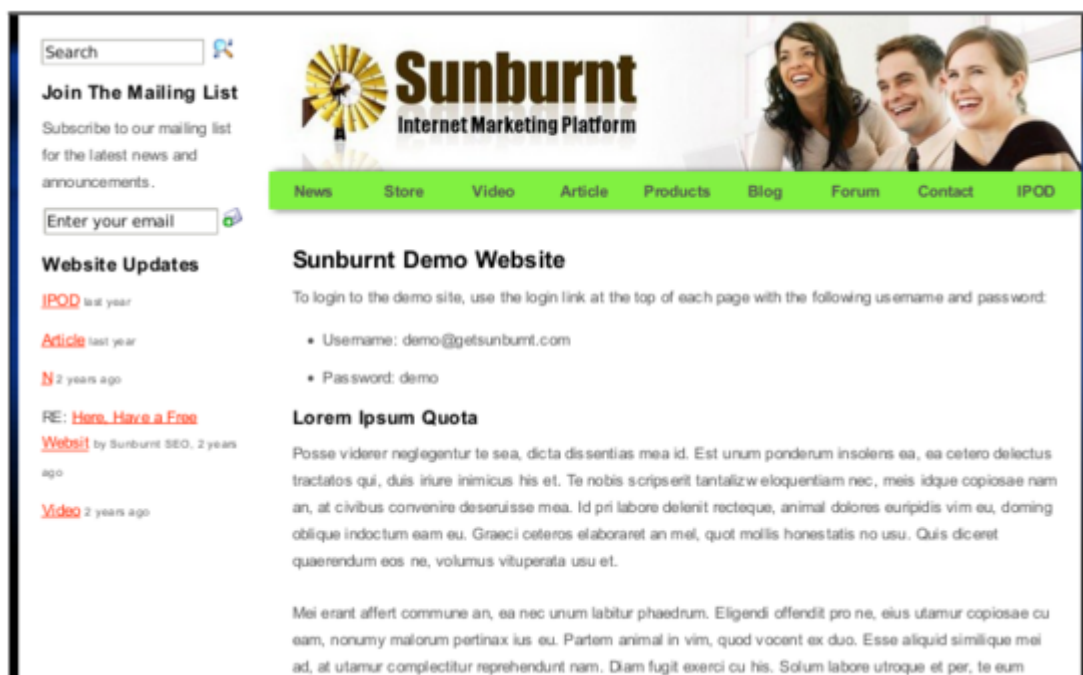 Search
Join The Mailing List
Subscribe to our mailing list
for the latest news and
announcements.
Enter your email
Website Updates
IPOD last year
Article last year
N 2 years ago
RE: Here, Have a Free
Websit by Sunburnt SEO, 2 years
ago
Video 2 years ago
Sunburnt
Internet Marketing Platform
News Store Video Article Products Blog Forum Contact IPOD
Sunburnt Demo Website
To login to the demo site, use the login link at the top of each page with the following username and password:
• Username: demo@getsunburnt.com
• Password: demo
Lorem Ipsum Quota
Posse viderer neglegentur te sea, dicta dissentias mea id. Est unum ponderum insolens ea, ea cetero delectus
tractatos qui, duis iriure inimicus his et. Te nobis scripserit tantalizw eloquentiam nec, meis idque copiosae nam
an, at civibus convenire deseruisse mea. Id pri labore delenit recteque, animal dolores euripidis vim eu, doming
oblique indoctum eam eu. Graeci ceteros elaboraret an mel, quot mollis honestatis no usu. Quis diceret
quaerendum eos ne, volumus vituperata usu et.
Mei erant affert commune an, ea nec unum labitur phaedrum. Eligendi offendit pro ne, eius utamur copiosae cu
eam, nonumy malorum pertinax ius eu. Partem animal in vim, quod vocent ex duo. Esse aliquid similique mei
ad, at utamur complectitur reprehendunt nam. Diam fugit exerci cu his. Solum labore utroque et per, te eum